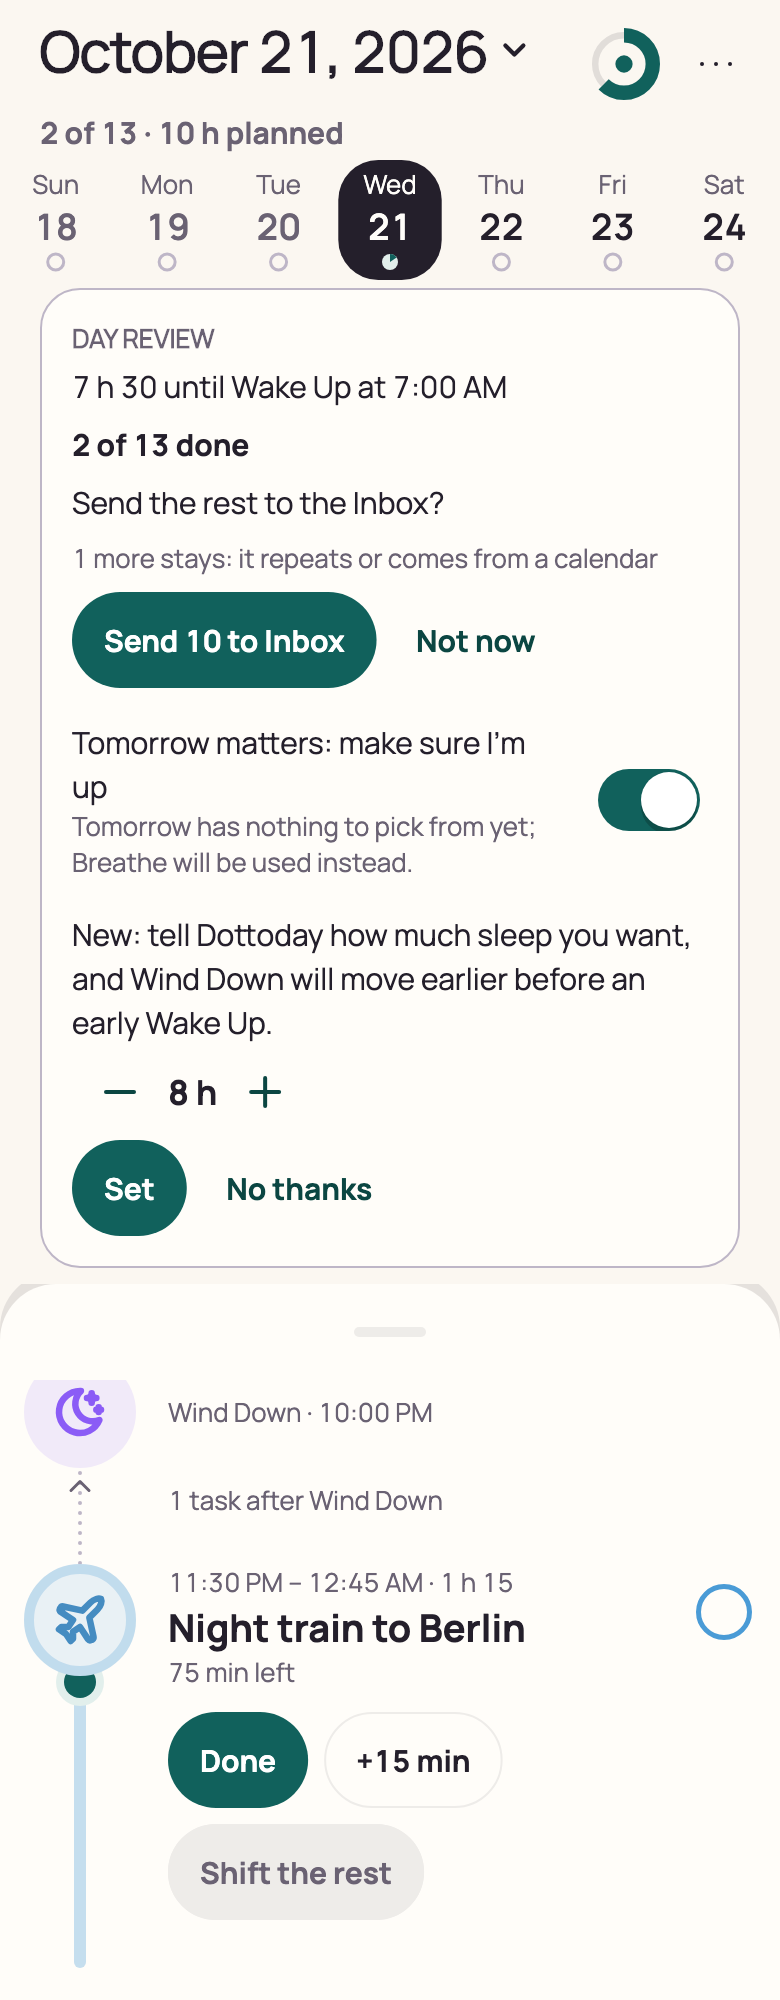 October 21, 2026
...
2 of 13 · 10 h planned
Sun Mon Tue Wed Thu Fri Sat
18 19 20 21 22 23 24
DAY REVIEW
7 h 30 until Wake Up at 7:00 AM
2 of 13 done
Send the rest to the Inbox?
1 more stays: it repeats or comes from a calendar
Send 10 to Inbox Not now
Tomorrow matters: make sure I'm
up
Tomorrow has nothing to pick from yet;
Breathe will be used instead.
New: tell Dottoday how much sleep you want,
and Wind Down will move earlier before an
early Wake Up.
— 8 h +
Set No thanks
Wind Down · 10:00 PM
1 task after Wind Down
11:30 PM – 12:45 AM · 1 h 15
Night train to Berlin
75 min left
Done +15 min
Shift the rest